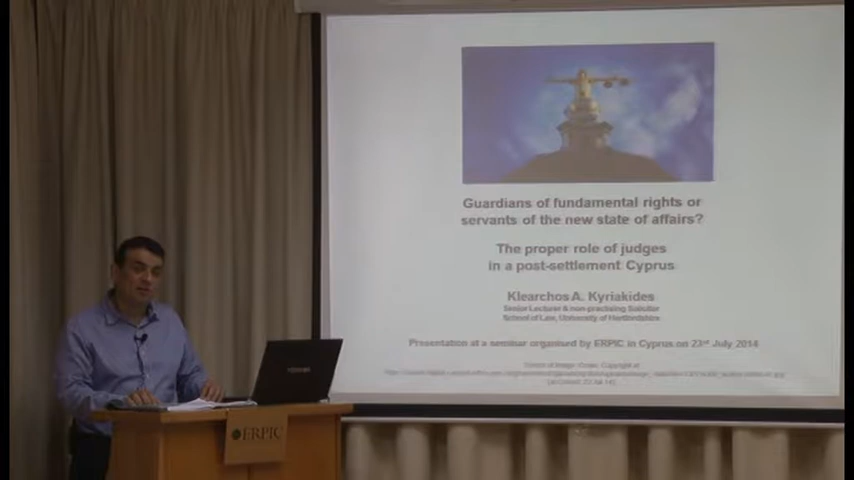 Guardians of fundamental rights or
servants of the new state of affairs?
The proper role of judges
in a post-settlement Cyprus
Klearchos A. Kyriakides
Senior Lecturer & non-practising Solicitor
School of Law, University of Hertfordshire
Presentation at a seminar organised by ERPIC in Cyprus on 23rd July 2014
ERPIC